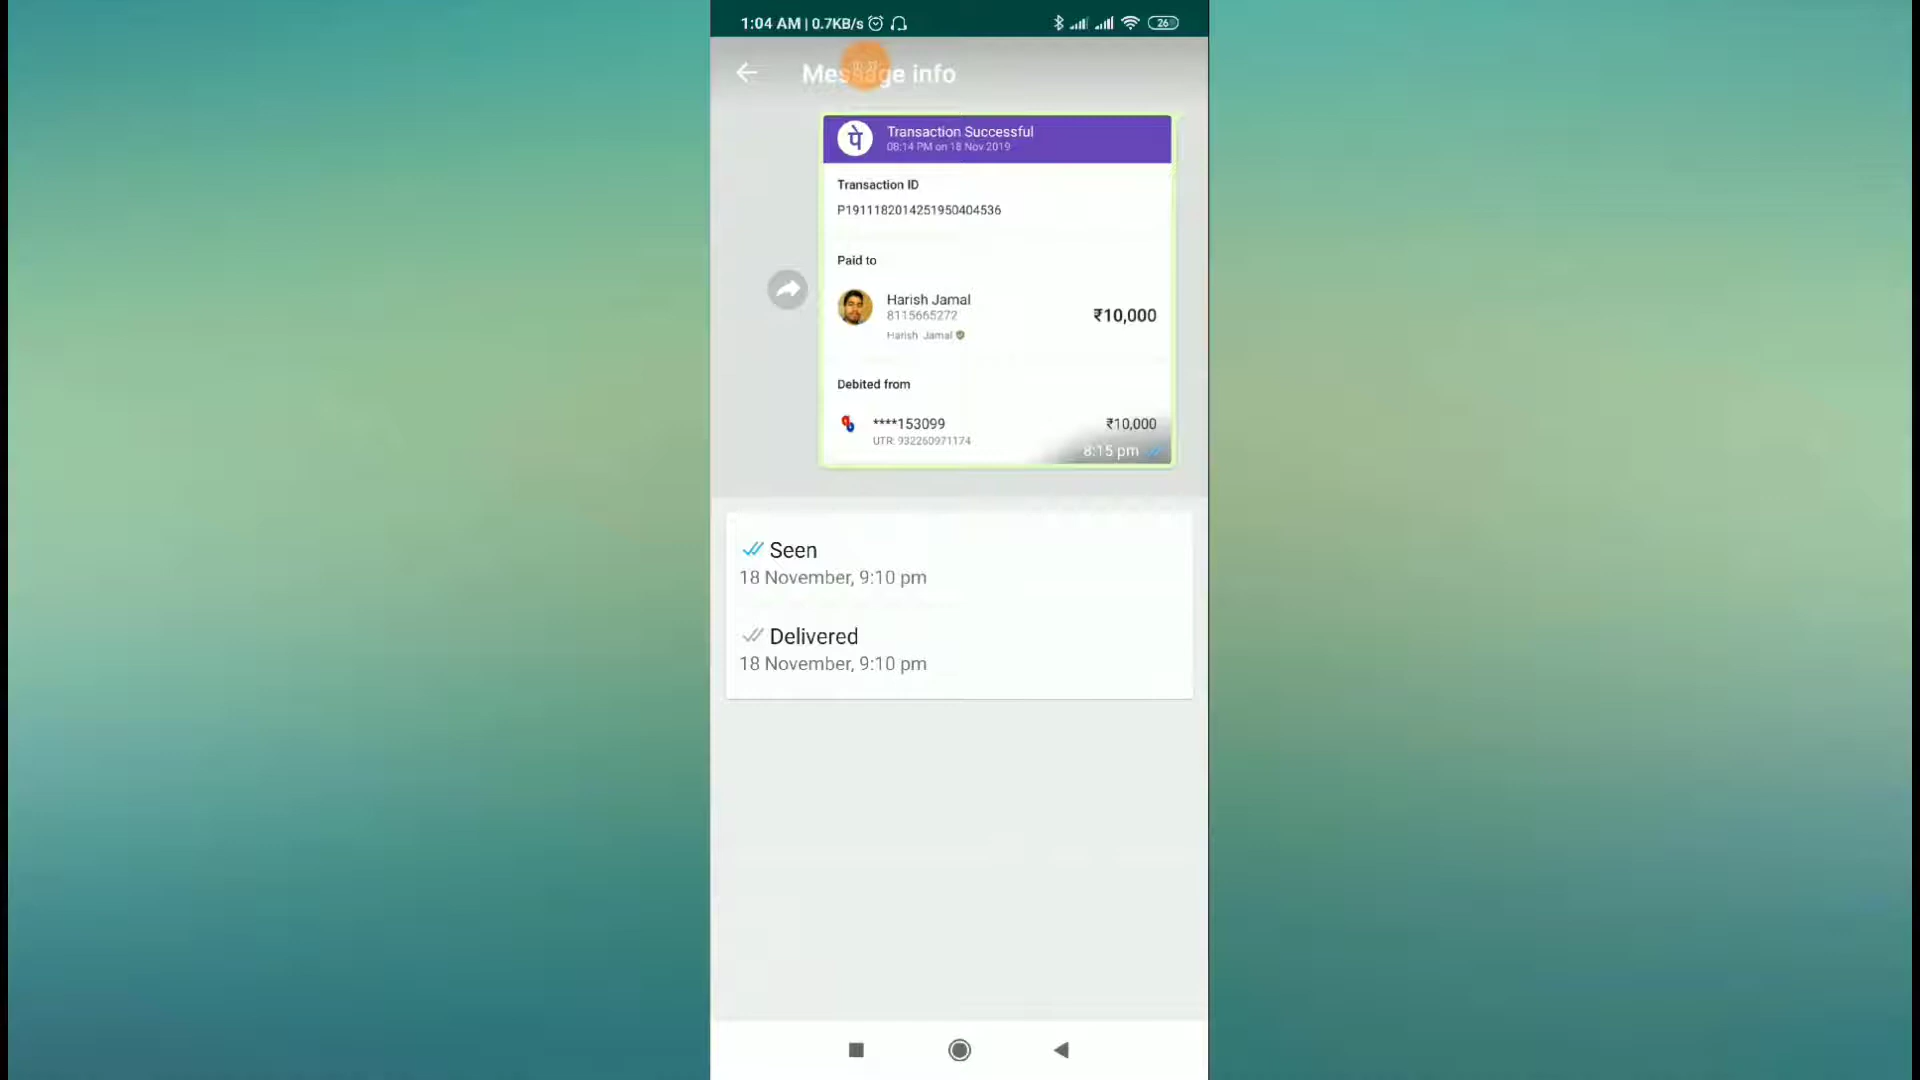 1:04 AM | 0.7KB/s
26
Message info
पे
Transaction Successful
08:14 PM on 18 Nov 2019
Transaction ID
P1911182014251950404536
Paid to
Harish Jamal
8115665272
₹10,000
Harish Jamal
Debited from
****153099
₹10,000
UTR: 932260971174
8:15 pm
Seen
18 November, 9:10 pm
Delivered
18 November, 9:10 pm